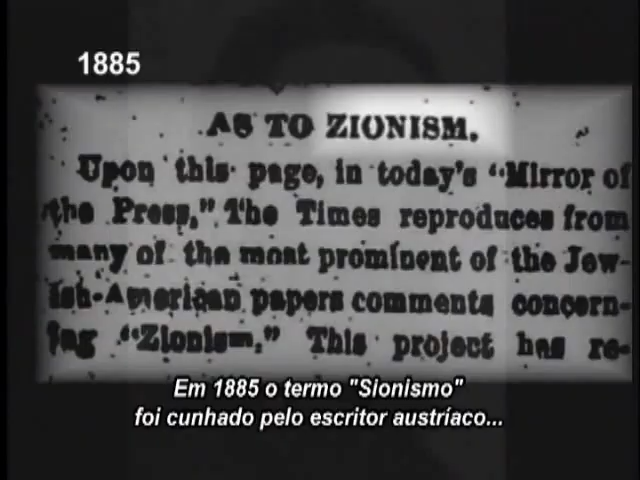 1885
AS TO ZIONISM.
Upon this page, in today's "Mirror of
the Press," The Times reproduces from
many of the most prominent of the Jew-
ish-American papers comments concern-
ing "Zionism." This project has re-
Em 1885 o termo "Sionismo"
foi cunhado pelo escritor austríaco...